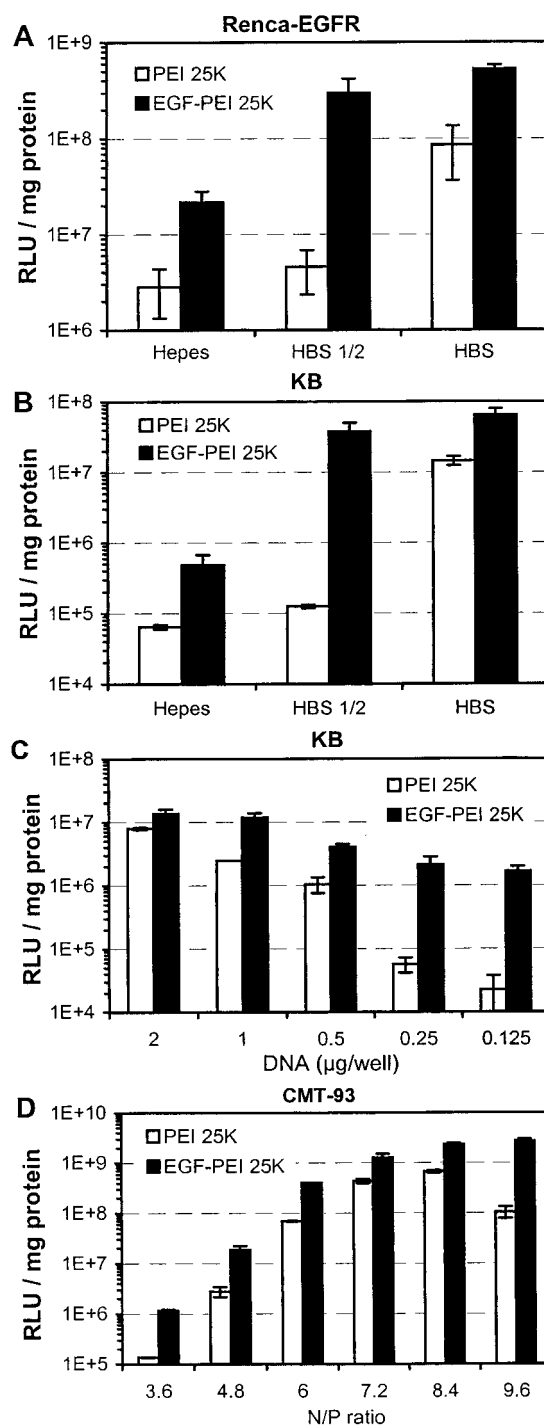 A
Renca-EGFR
1E+9
1E+8
1E+7
1E+6
RLU / mg protein
PEI 25K
EGF-PEI 25K
Hepes HBS 1/2 HBS
B
KB
1E+8
1E+7
1E+6
1E+5
1E+4
RLU / mg protein
PEI 25K
EGF-PEI 25K
Hepes HBS 1/2 HBS
C
KB
1E+8
1E+7
1E+6
1E+5
1E+4
RLU / mg protein
PEI 25K
EGF-PEI 25K
2 1 0.5 0.25 0.125
DNA (µg/well)
D
CMT-93
1E+10
1E+9
1E+8
1E+7
1E+6
1E+5
RLU / mg protein
PEI 25K
EGF-PEI 25K
3.6 4.8 6 7.2 8.4 9.6
N/P ratio